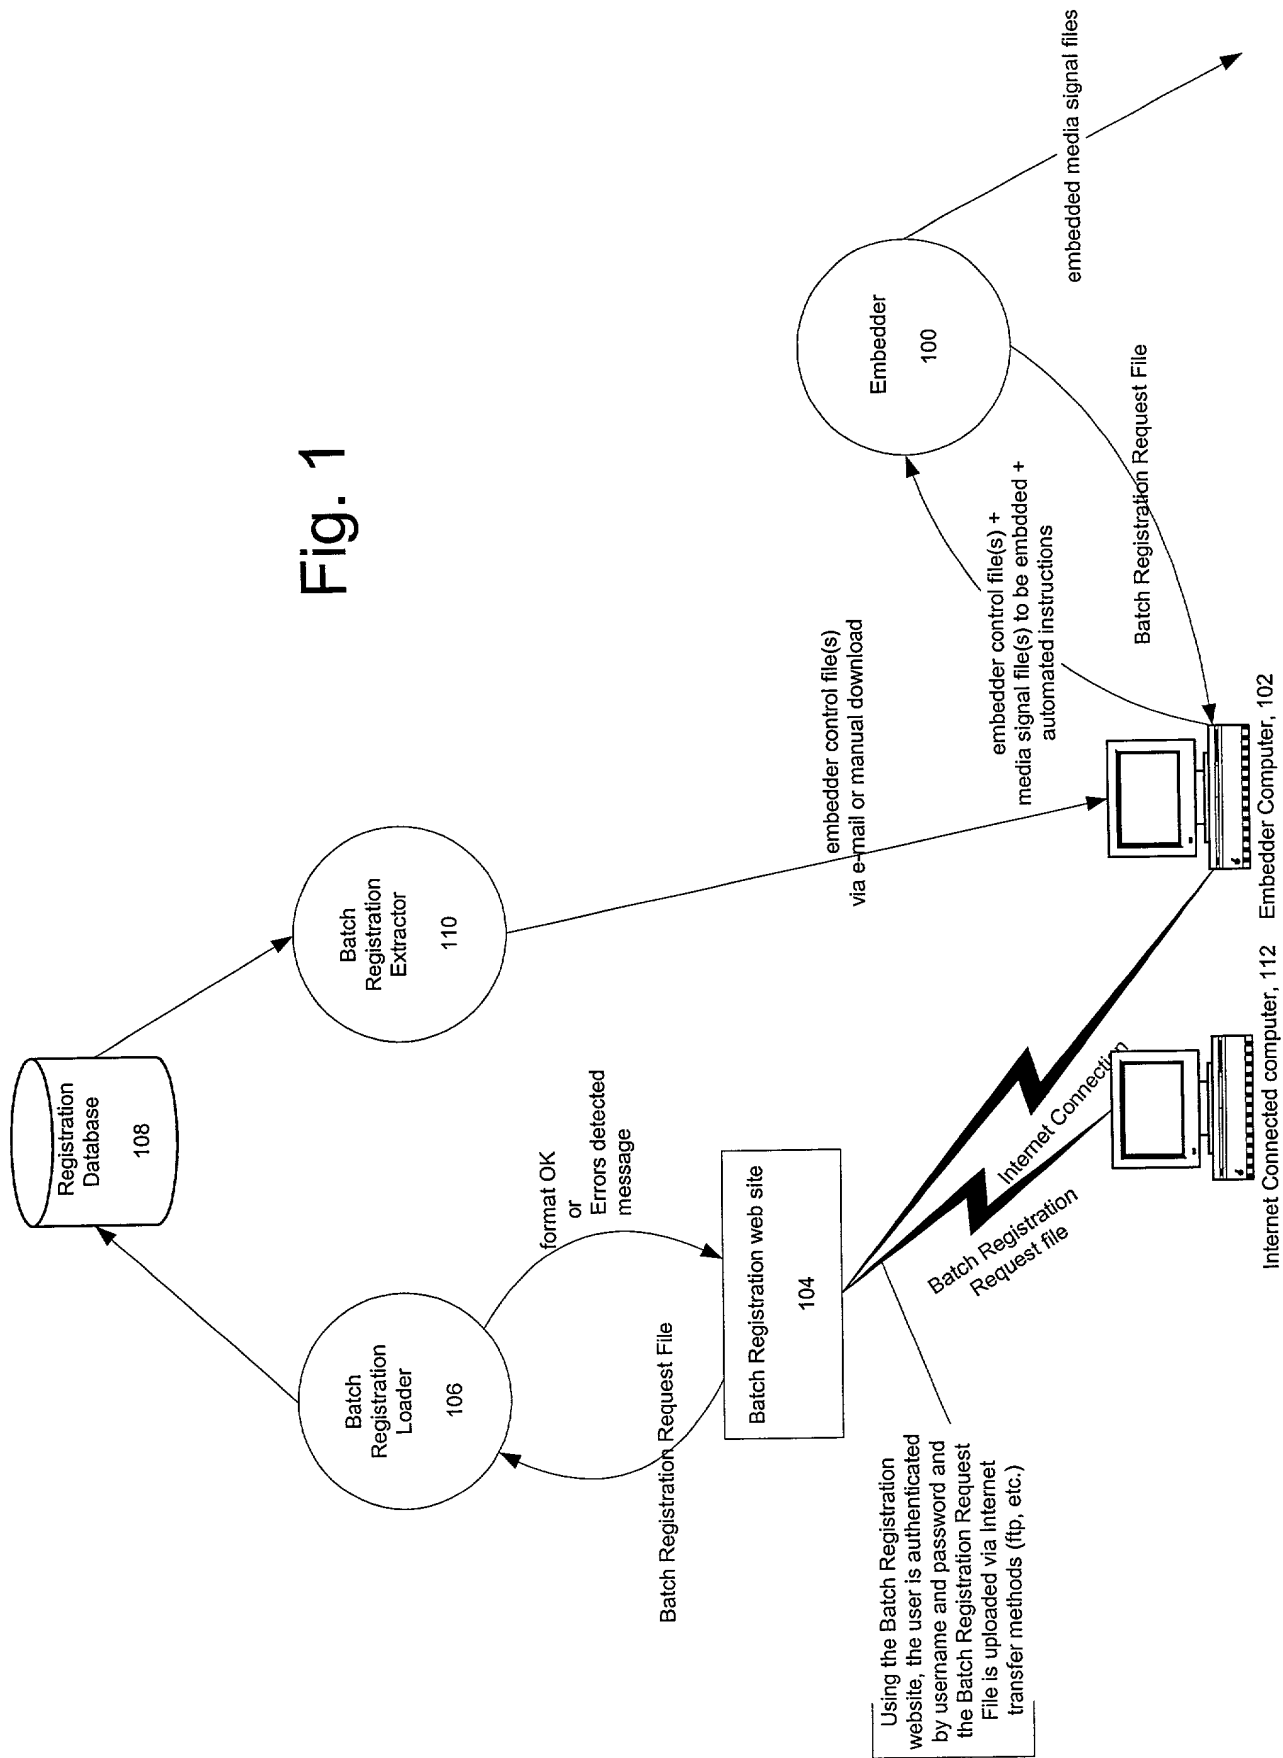 Fig. 1
Registration
Database
108
Batch
Registration
Loader
106
Batch
Registration
Extractor
110
format OK
or
Errors detected
message
Batch Registration Request File
Batch Registration web site
104
Using the Batch Registration
website, the user is authenticated
by username and password and
the Batch Registration Request
File is uploaded via Internet
transfer methods (ftp, etc.)
Internet Connection
Batch Registration
Request file
Internet Connected computer, 112
Embedder Computer, 102
embedder control file(s)
via e-mail or manual download
embedder control file(s) +
media signal file(s) to be embdded +
automated instructions
Batch Registration Request File
Embedder
100
embedded media signal files